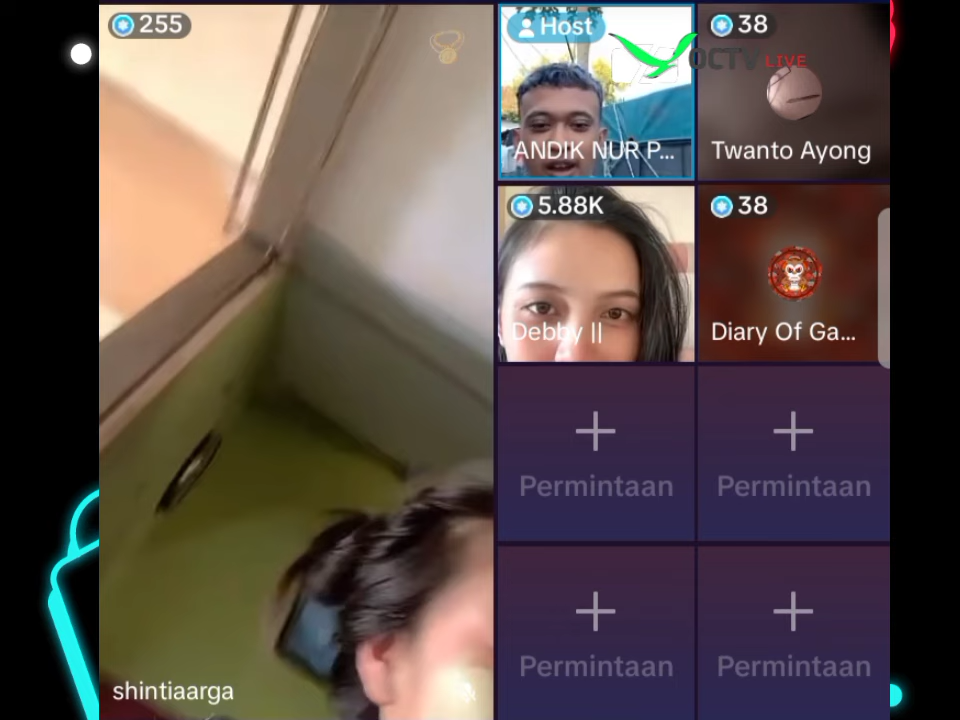 255
shintiaarga
Host
ANDIK NUR P...
38
Twanto Ayong
OCTV LIVE
5.88K
Debby ||
38
Diary Of Ga...
Permintaan
Permintaan
Permintaan
Permintaan